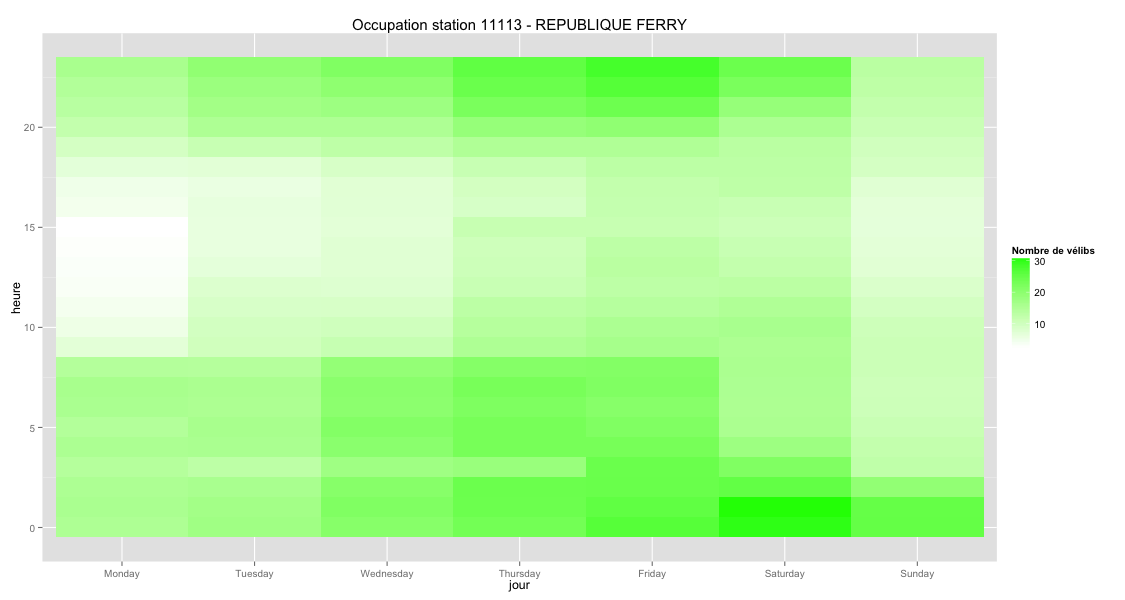 Occupation station 11113 - REPUBLIQUE FERRY
20
15
10
5
0
heure
Monday Tuesday Wednesday Thursday Friday Saturday Sunday
jour
Nombre de vélibs
30
20
10